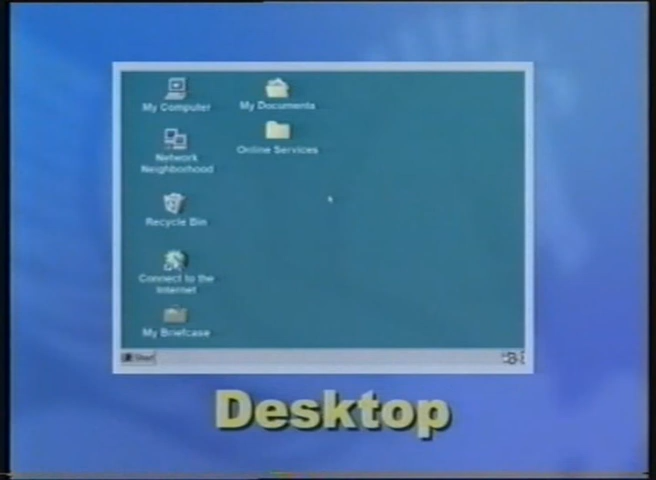 My Computer
My Documents
Network
Neighborhood
Online Services
Recycle Bin
Connect to the
Internet
My Briefcase
Start
Desktop